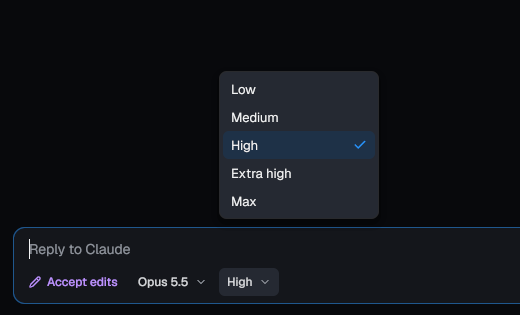 Low
Medium
High
Extra high
Max
Reply to Claude
Accept edits Opus 5.5 High